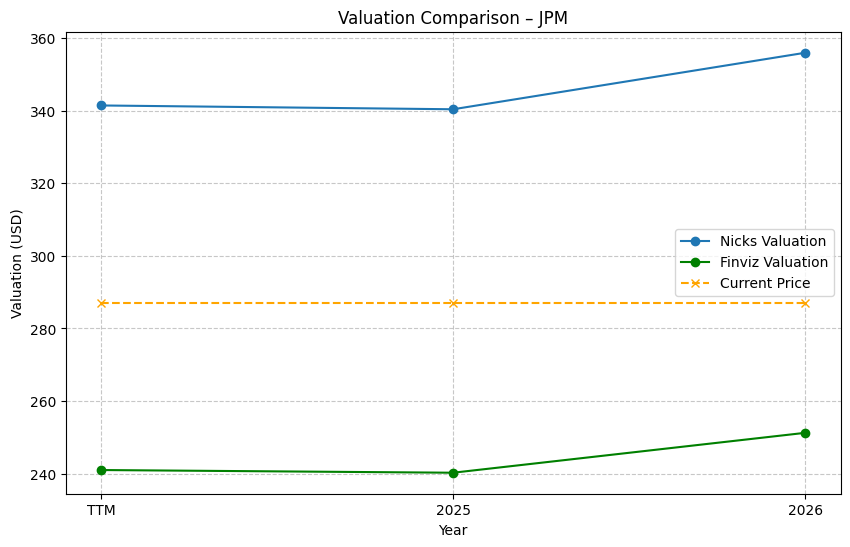 Valuation Comparison – JPM
Valuation (USD)
360
340
320
300
280
260
240
Nicks Valuation
Finviz Valuation
Current Price
TTM
2025
2026
Year